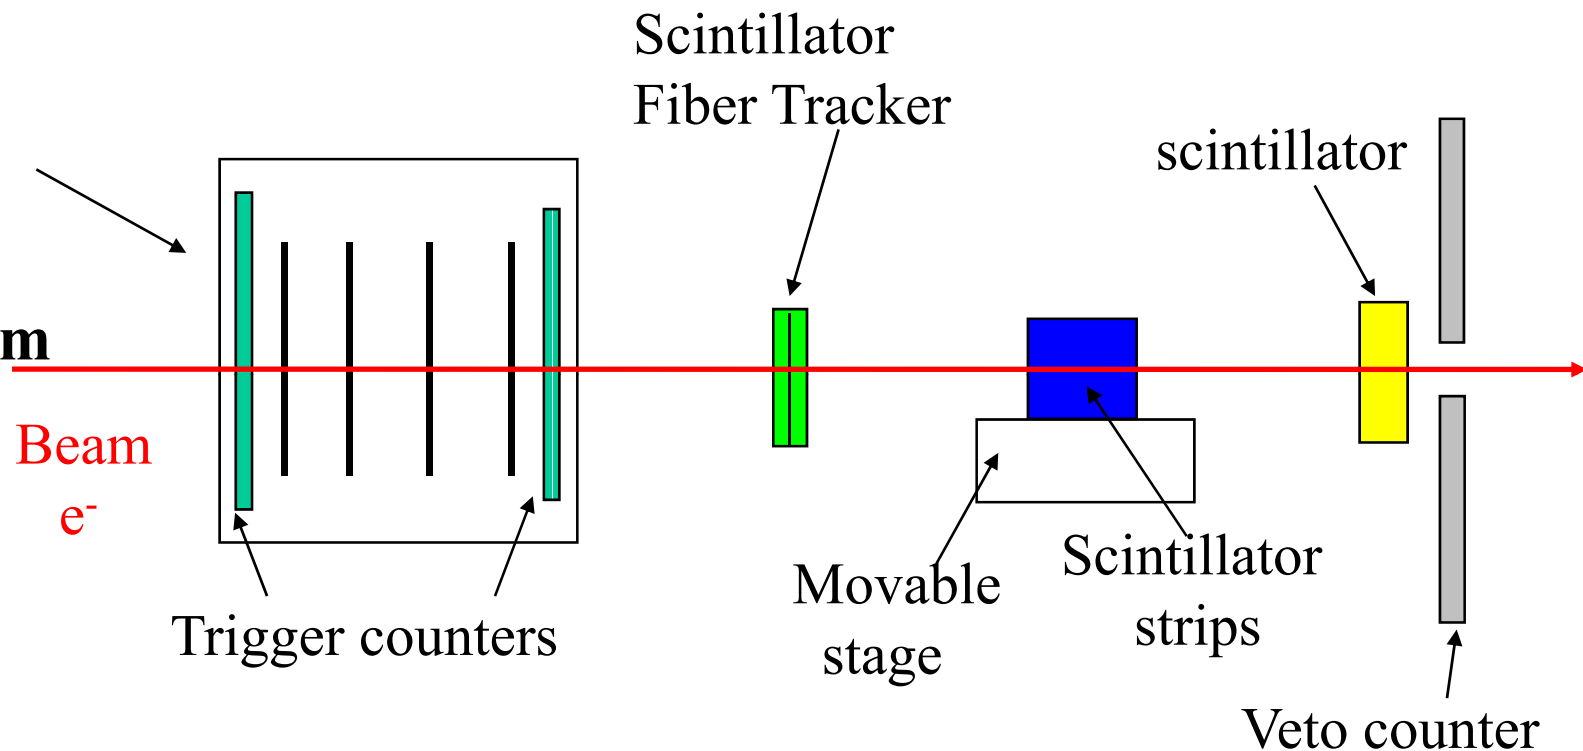 Scintillator
Fiber Tracker
scintillator
m
Beam
e-
Trigger counters
Movable
stage
Scintillator
strips
Veto counter